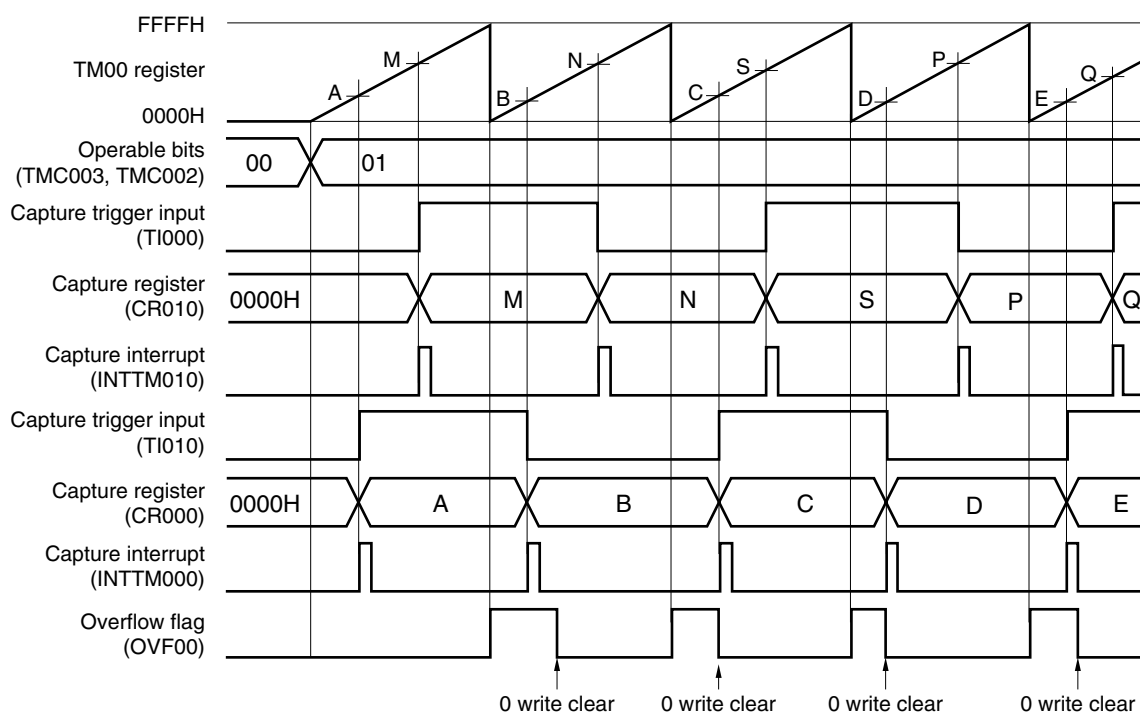 FFFFH
TM00 register
0000H
A M B N C S D P E Q
Operable bits
(TMC003, TMC002)
00 01
Capture trigger input
(TI000)
Capture register
(CR010)
0000H M N S P Q
Capture interrupt
(INTTM010)
Capture trigger input
(TI010)
Capture register
(CR000)
0000H A B C D E
Capture interrupt
(INTTM000)
Overflow flag
(OVF00)
0 write clear 0 write clear 0 write clear 0 write clear